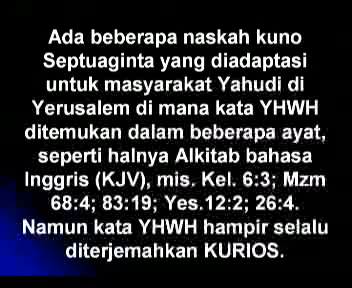 Ada beberapa naskah kuno
Septuaginta yang diadaptasi
untuk masyarakat Yahudi di
Yerusalem di mana kata YHWH
ditemukan dalam beberapa ayat,
seperti halnya Alkitab bahasa
Inggris (KJV), mis. Kel. 6:3; Mzm
68:4; 83:19; Yes.12:2; 26:4.
Namun kata YHWH hampir selalu
diterjemahkan KURIOS.